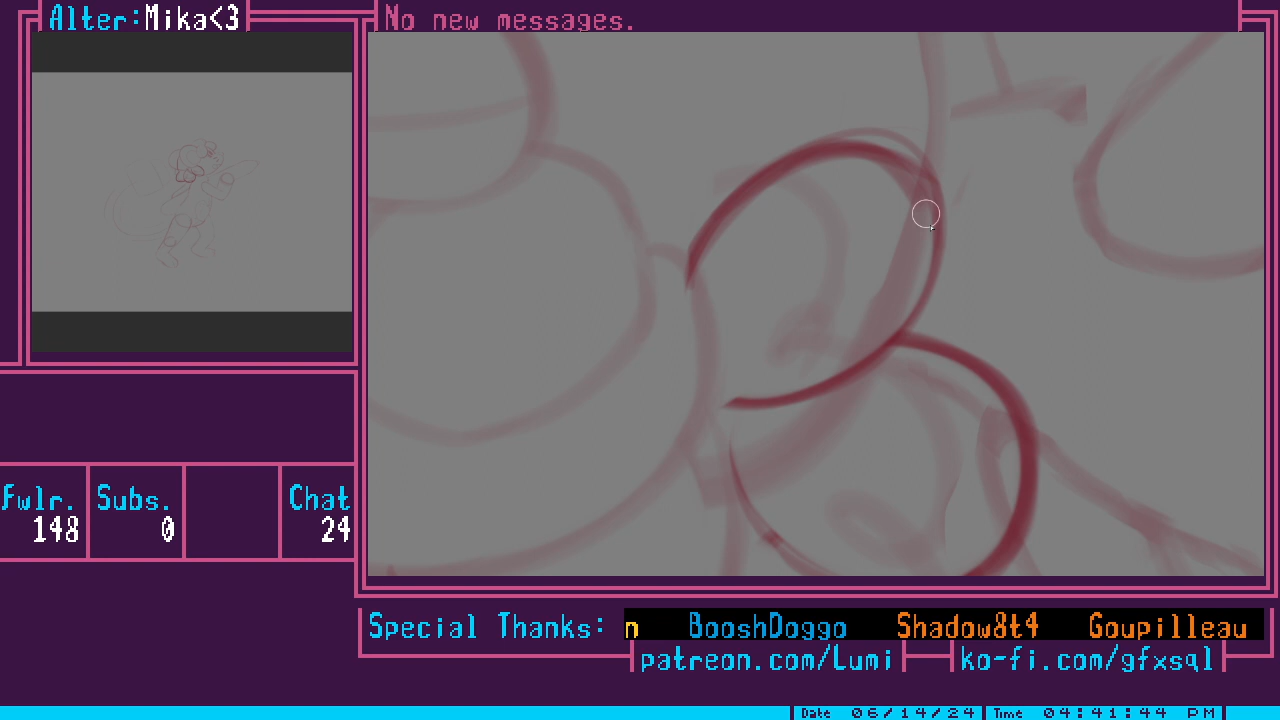 Alter:Mika<3
No new messages.
Fwlr. Subs. Chat
148 0 24
Special Thanks: n BooshDoggo Shadow8t4 Goupilleau
patreon.com/Lumi ko-fi.com/gfxsql
Date 06/14/24 Time 04:41:44 PM